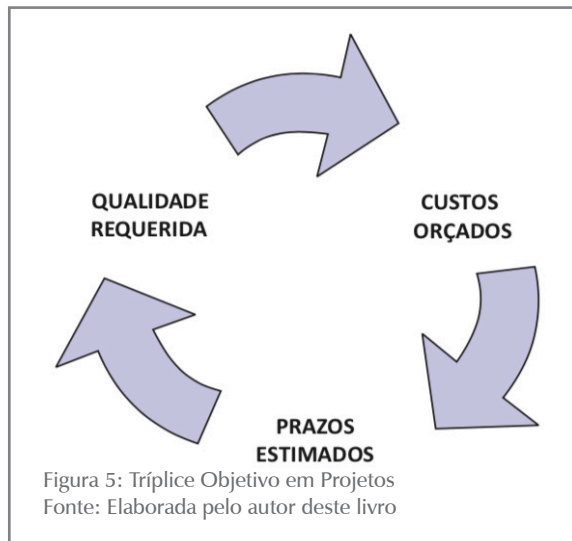 QUALIDADE
REQUERIDA
CUSTOS
ORÇADOS
PRAZOS
ESTIMADOS
Figura 5: Tríplice Objetivo em Projetos
Fonte: Elaborada pelo autor deste livro